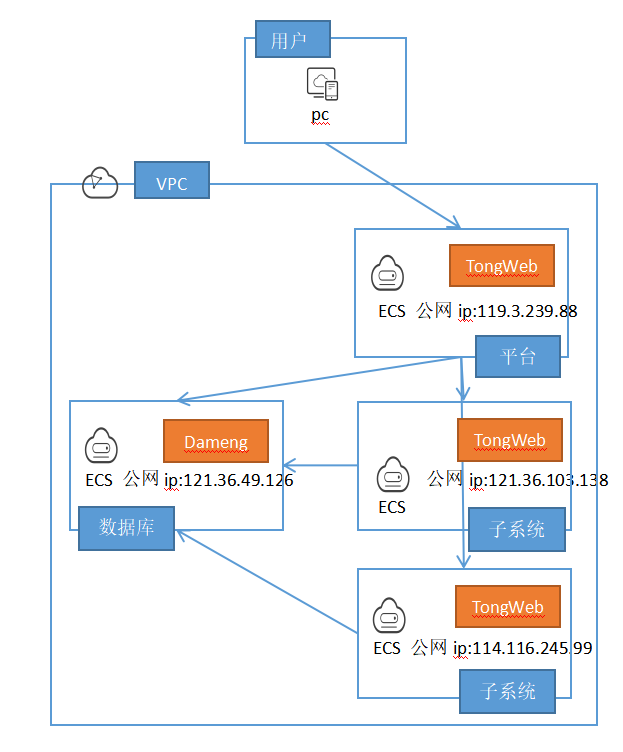 用户
pc
VPC
TongWeb
ECS 公网 ip:119.3.239.88
平台
Dameng
ECS 公网 ip:121.36.49.126
数据库
TongWeb
公网 ip:121.36.103.138
ECS
子系统
TongWeb
ECS 公网 ip:114.116.245.99
子系统